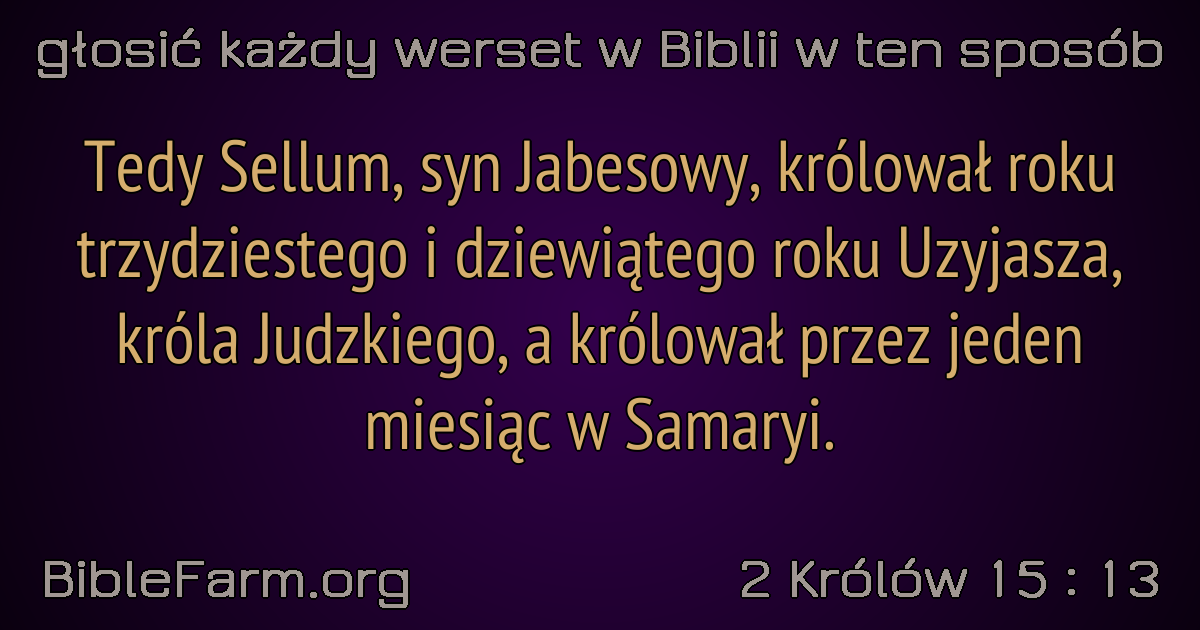 głosić każdy werset w Biblii w ten sposób
Tedy Sellum, syn Jabesowy, królował roku
trzydziestego i dziewiątego roku Uzyjasza,
króla Judzkiego, a królował przez jeden
miesiąc w Samaryi.
BibleFarm.org
2 Królów 15 : 13